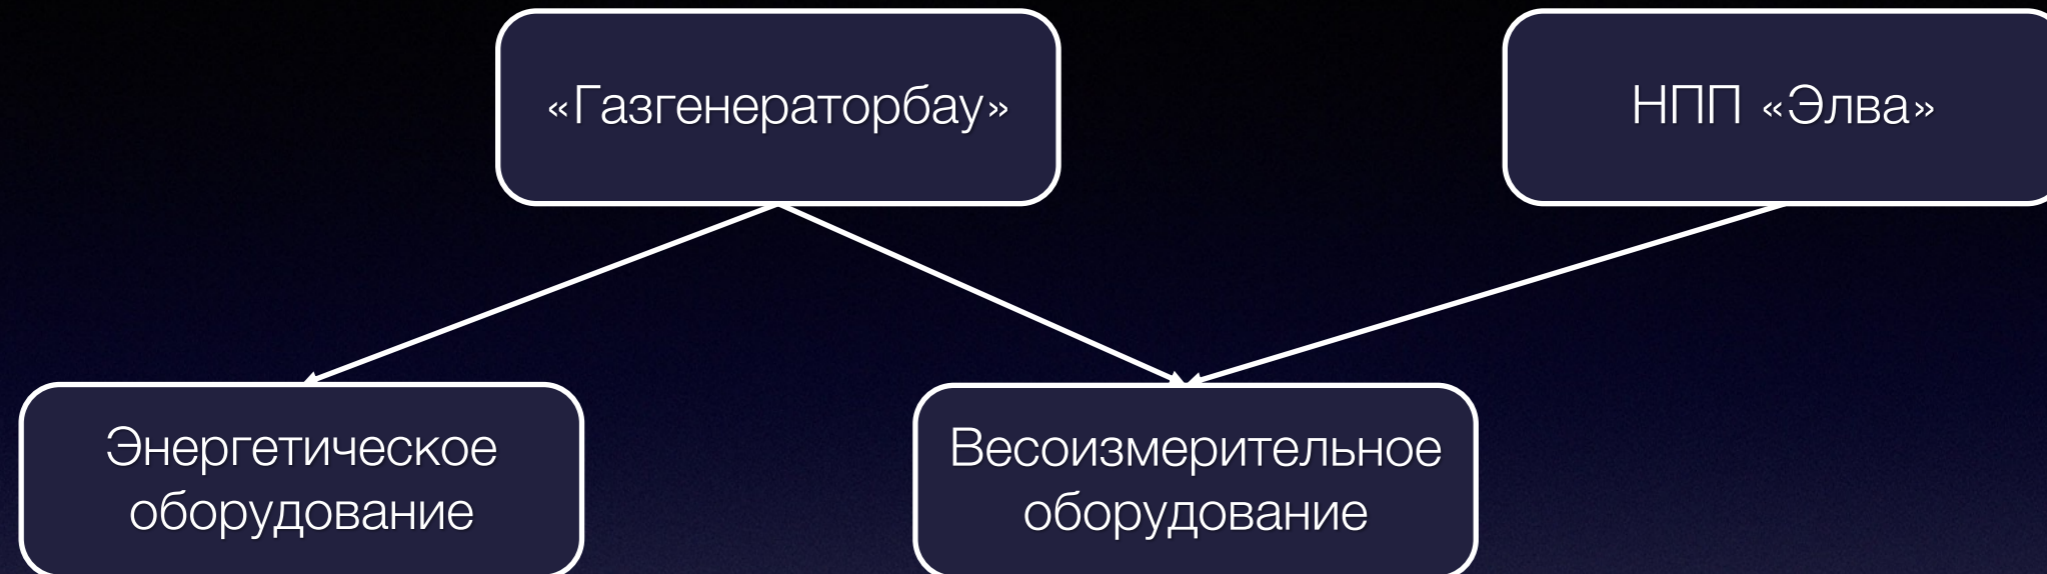 «Газгенераторбау»
НПП «Элва»
Энергетическое
оборудование
Весоизмерительное
оборудование